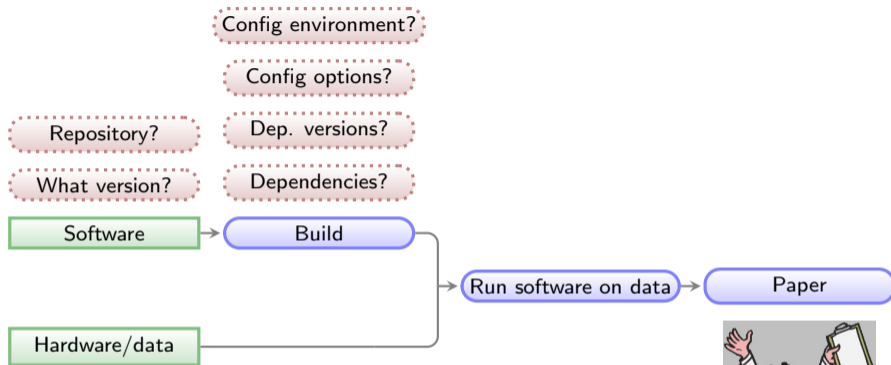 Config environment?
Config options?
Repository?
Dep. versions?
What version?
Dependencies?
Software
Build
Run software on data
Paper
Hardware/data